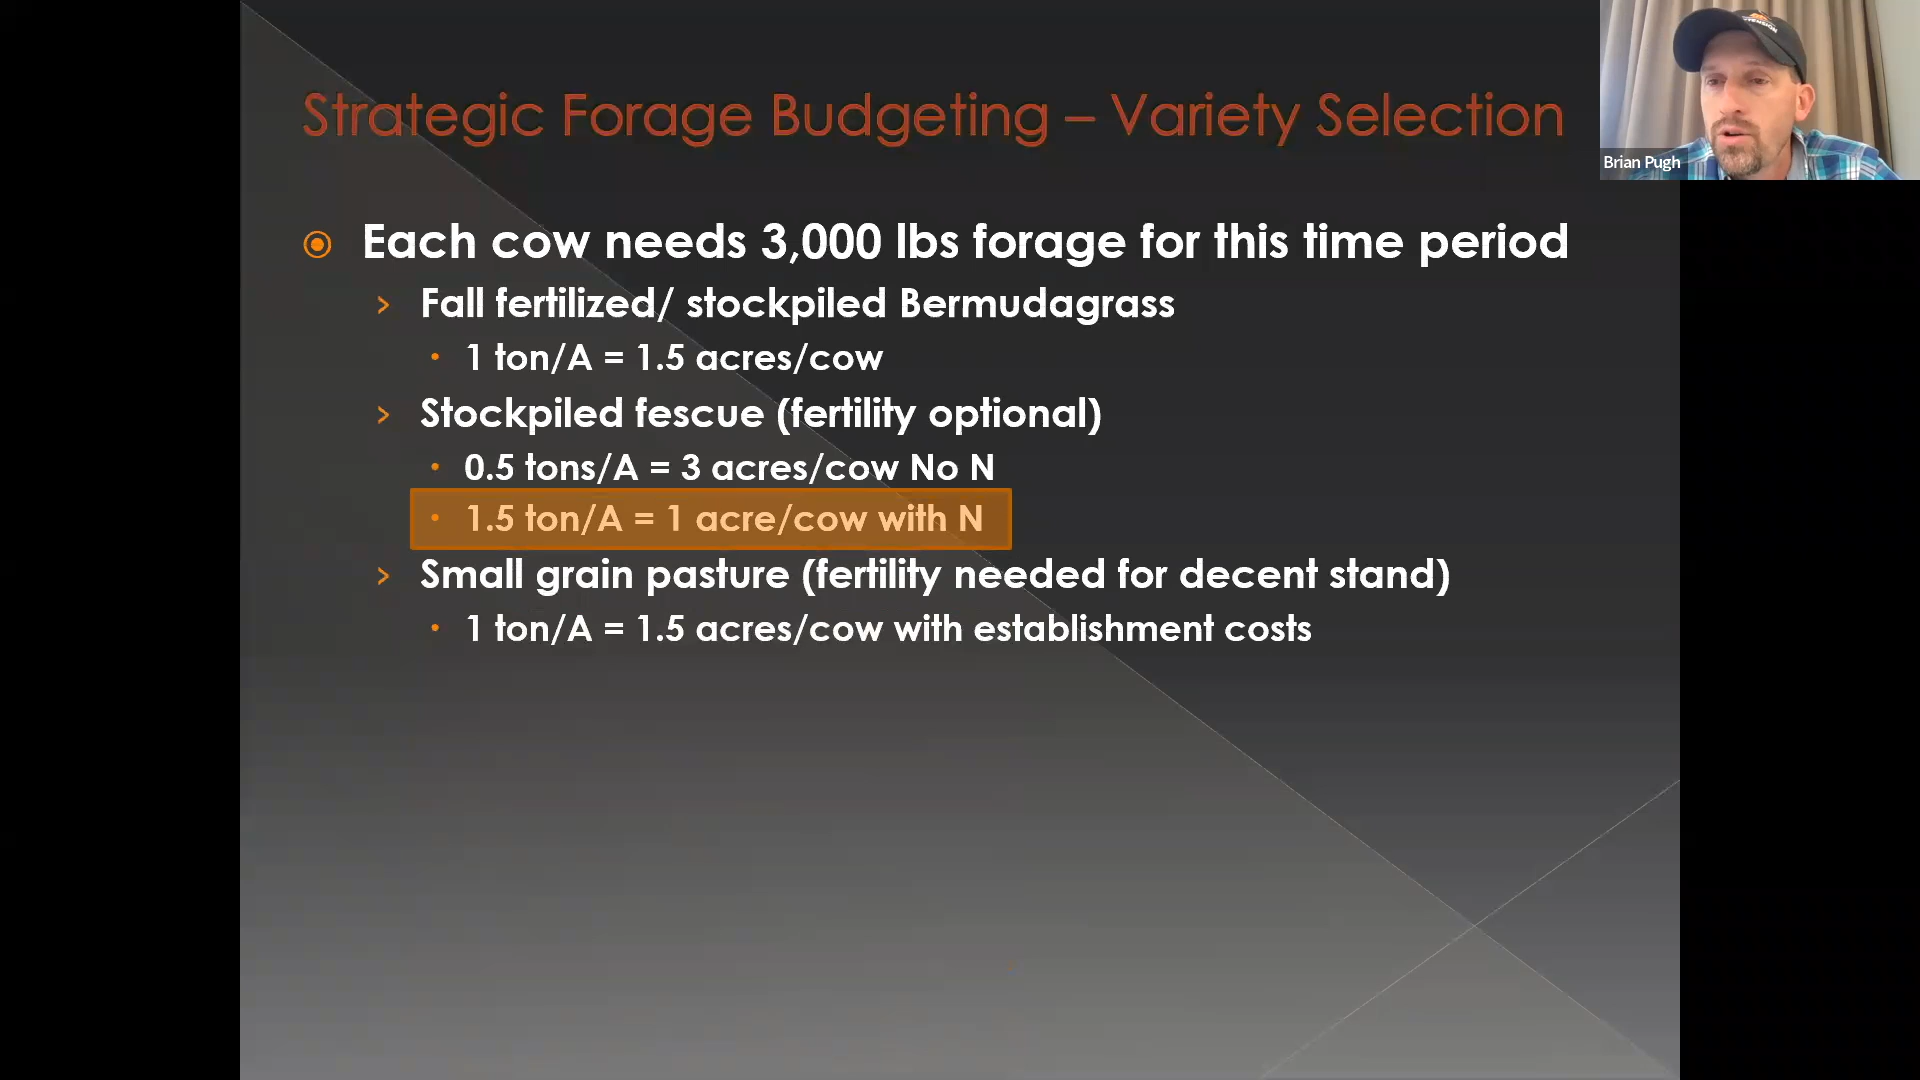 Strategic Forage Budgeting – Variety Selection
Brian Pugh
Each cow needs 3,000 lbs forage for this time period
Fall fertilized/ stockpiled Bermudagrass
1 ton/A = 1.5 acres/cow
Stockpiled fescue (fertility optional)
0.5 tons/A = 3 acres/cow No N
1.5 ton/A = 1 acre/cow with N
Small grain pasture (fertility needed for decent stand)
1 ton/A = 1.5 acres/cow with establishment costs